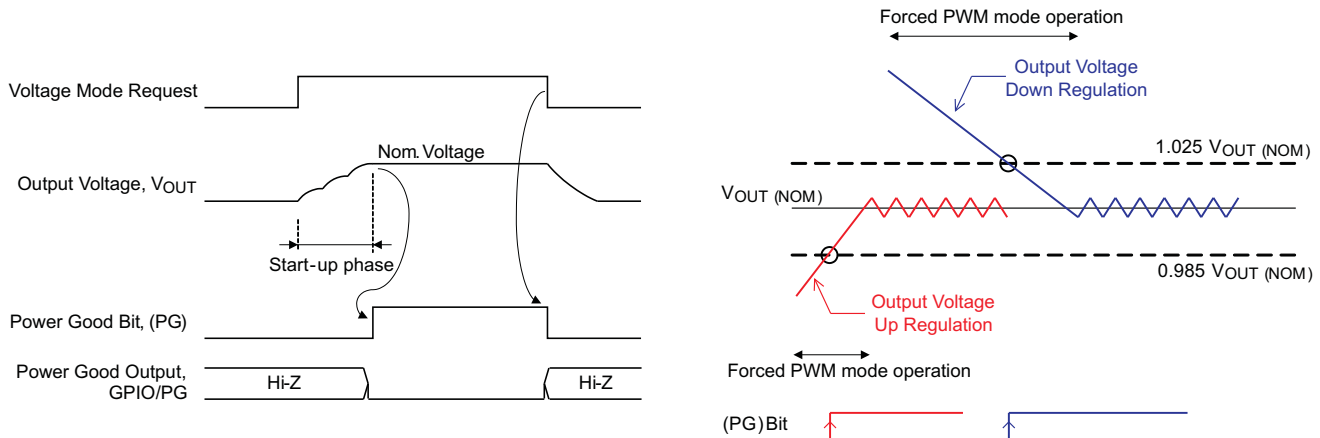 Voltage Mode Request
Nom. Voltage
Output Voltage, VOUT
Start-up phase
Power Good Bit, (PG)
Power Good Output,
GPIO/PG
Hi-Z
Hi-Z
Forced PWM mode operation
Output Voltage
Down Regulation
1.025 VOUT (NOM)
VOUT (NOM)
0.985 VOUT (NOM)
Output Voltage
Up Regulation
Forced PWM mode operation
(PG) Bit